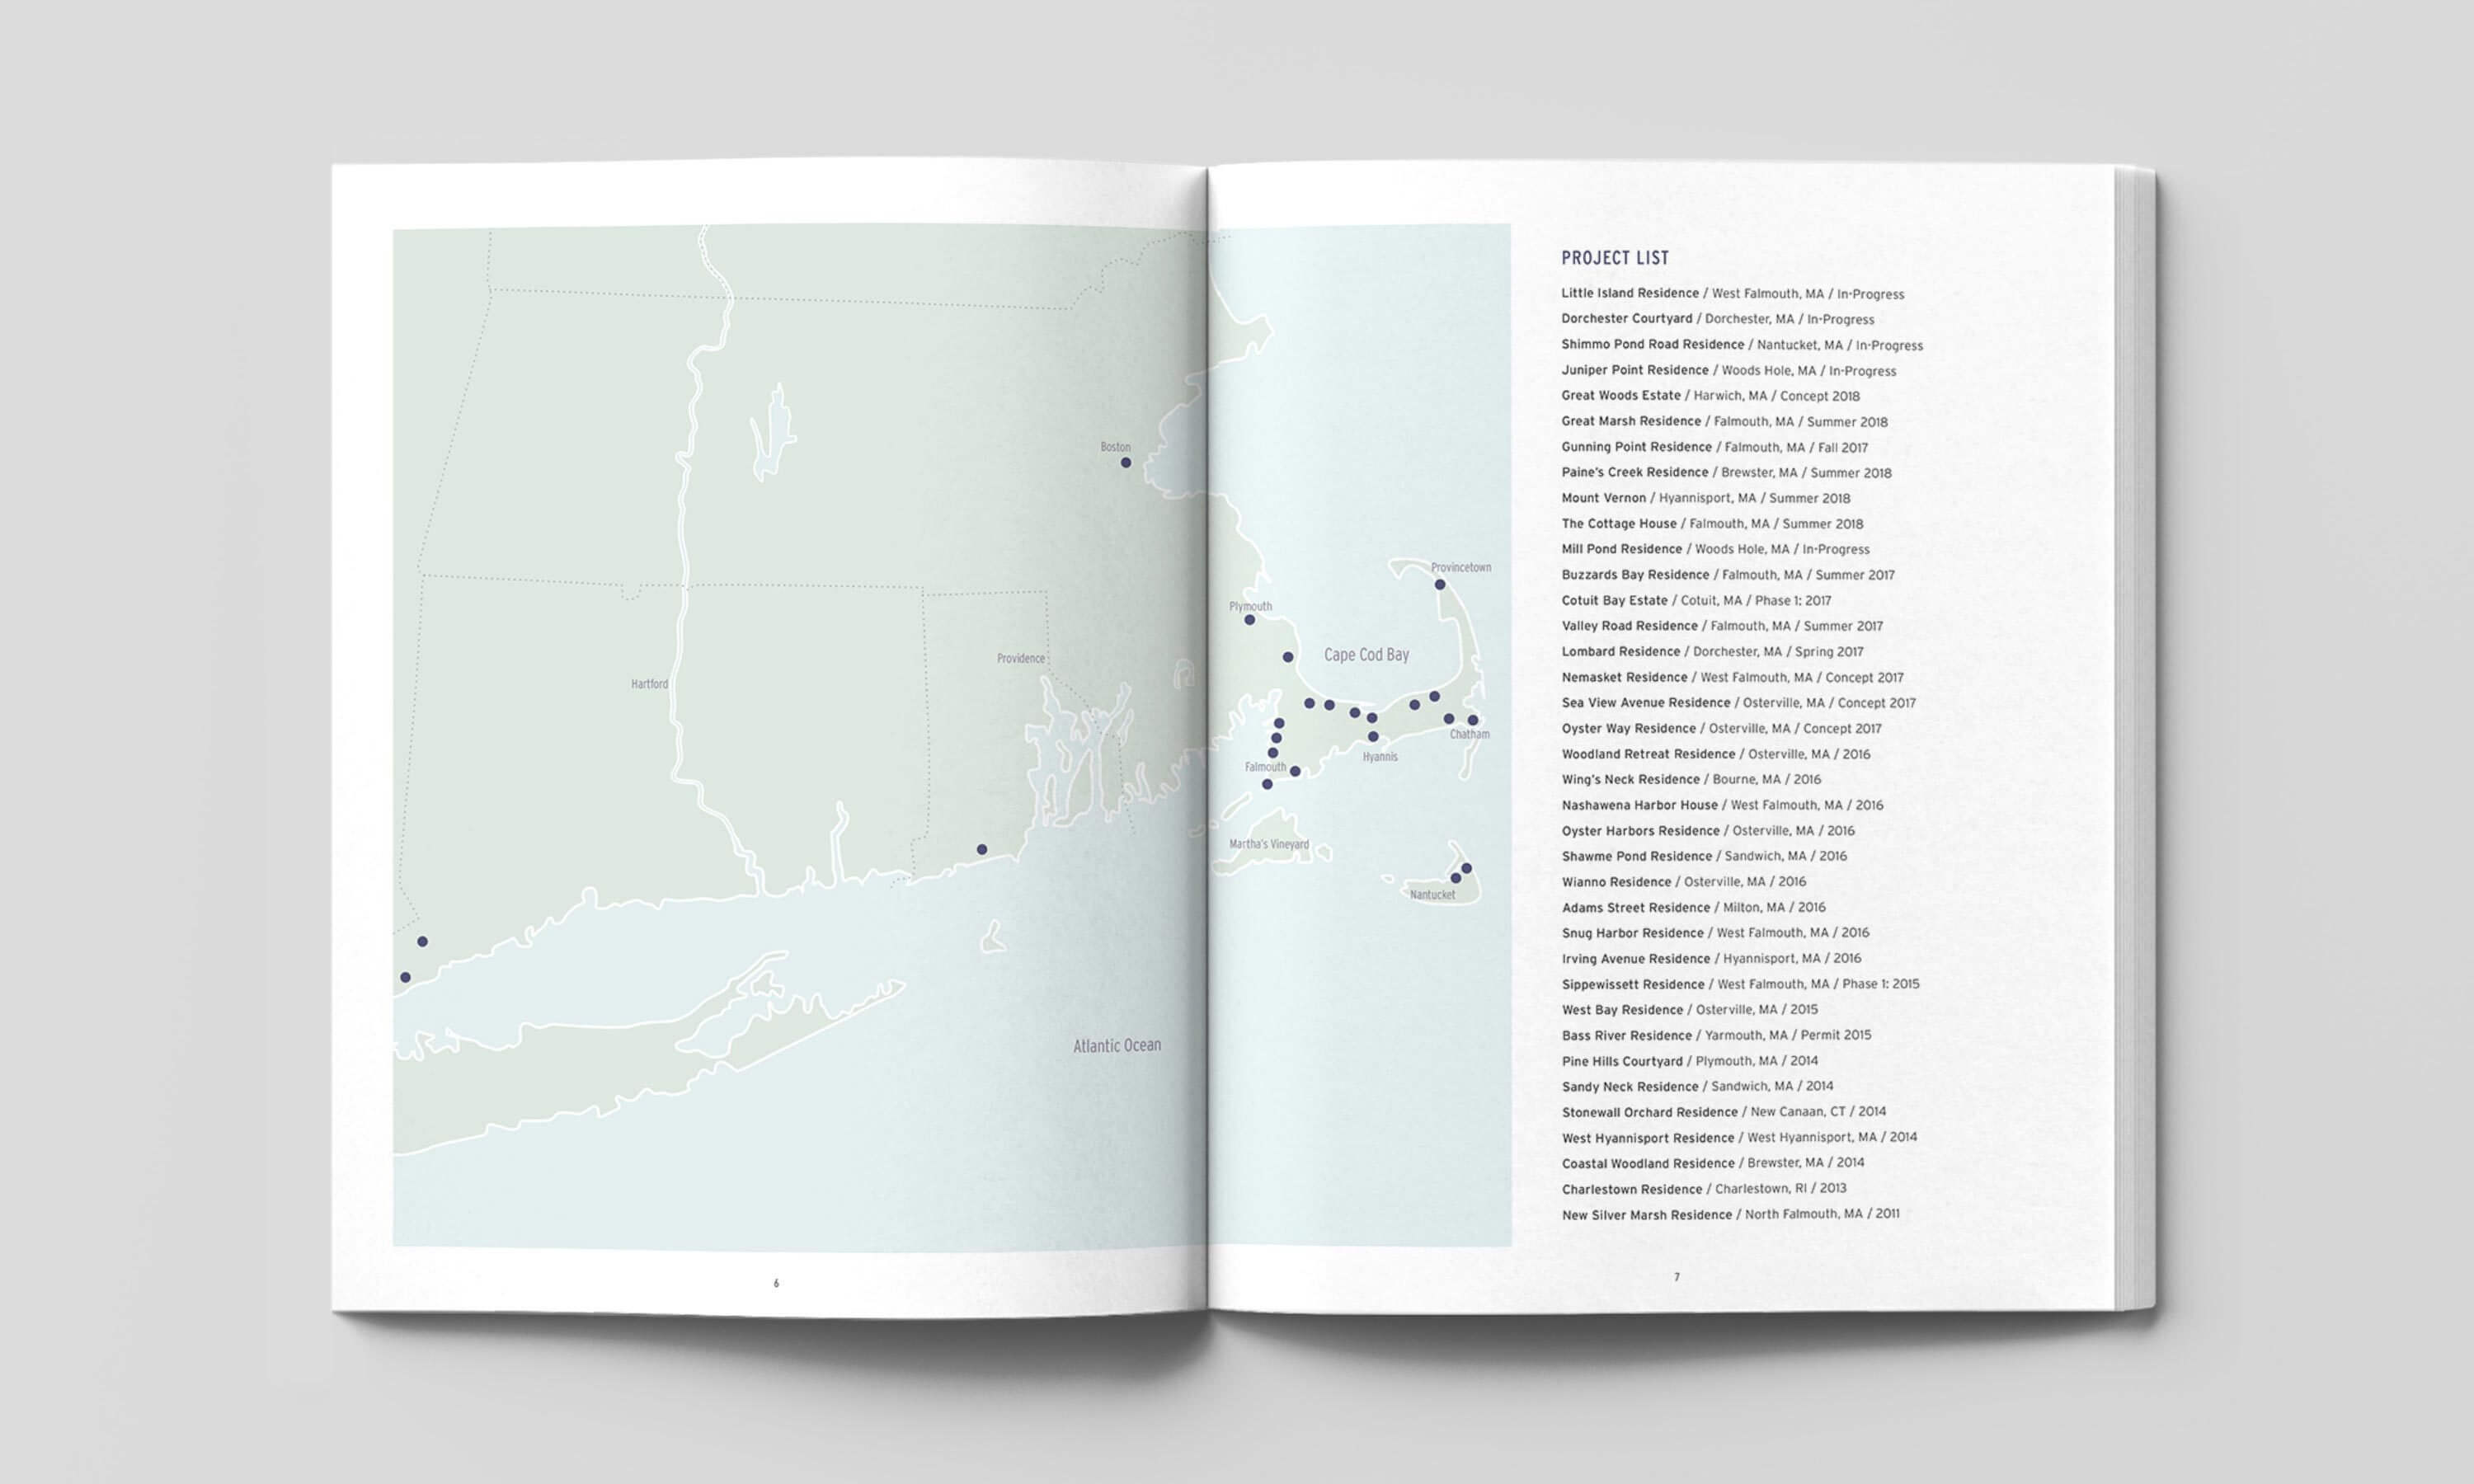 Boston
Providence
Hartford
Atlantic Ocean
6
Provincetown
Plymouth
Cape Cod Bay
Chatham
Hyannis
Falmouth
Martha's Vineyard
Nantucket
PROJECT LIST
Little Island Residence / West Falmouth, MA / In-Progress
Dorchester Courtyard / Dorchester, MA / In-Progress
Shimmo Pond Road Residence / Nantucket, MA / In-Progress
Juniper Point Residence / Woods Hole, MA / In-Progress
Great Woods Estate / Harwich, MA / Concept 2018
Great Marsh Residence / Falmouth, MA / Summer 2018
Gunning Point Residence / Falmouth, MA / Fall 2017
Paine's Creek Residence / Brewster, MA / Summer 2018
Mount Vernon / Hyannisport, MA / Summer 2018
The Cottage House / Falmouth, MA / Summer 2018
Mill Pond Residence / Woods Hole, MA / In-Progress
Buzzards Bay Residence / Falmouth, MA / Summer 2017
Cotuit Bay Estate / Cotuit, MA / Phase 1: 2017
Valley Road Residence / Falmouth, MA / Summer 2017
Lombard Residence / Dorchester, MA / Spring 2017
Nemasket Residence / West Falmouth, MA / Concept 2017
Sea View Avenue Residence / Osterville, MA / Concept 2017
Oyster Way Residence / Osterville, MA / Concept 2017
Woodland Retreat Residence / Osterville, MA / 2016
Wing's Neck Residence / Bourne, MA / 2016
Nashawena Harbor House / West Falmouth, MA / 2016
Oyster Harbors Residence / Osterville, MA / 2016
Shawme Pond Residence / Sandwich, MA / 2016
Wianno Residence / Osterville, MA / 2016
Adams Street Residence / Milton, MA / 2016
Snug Harbor Residence / West Falmouth, MA / 2016
Irving Avenue Residence / Hyannisport, MA / 2016
Sippewissett Residence / West Falmouth, MA / Phase 1: 2015
West Bay Residence / Osterville, MA / 2015
Bass River Residence / Yarmouth, MA / Permit 2015
Pine Hills Courtyard / Plymouth, MA / 2014
Sandy Neck Residence / Sandwich, MA / 2014
Stonewall Orchard Residence / New Canaan, CT / 2014
West Hyannisport Residence / West Hyannisport, MA / 2014
Coastal Woodland Residence / Brewster, MA / 2014
Charlestown Residence / Charlestown, RI / 2013
New Silver Marsh Residence / North Falmouth, MA / 2011
7